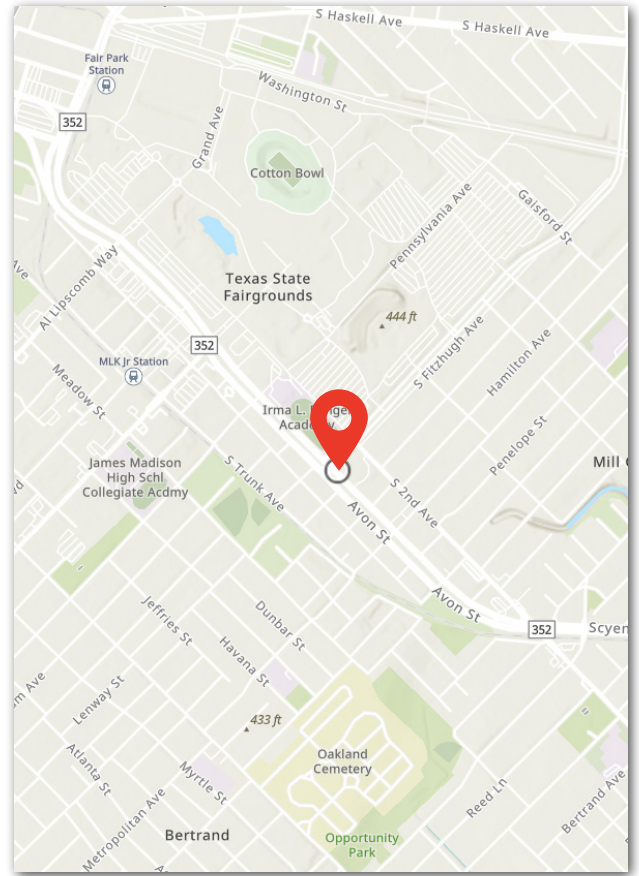 S Haskell Ave
S Haskell Ave
Fair Park
Station
Washington St
352
Grand Ave
Cotton Bowl
Pennsylvania Ave
Gaisford St
Al Lipscomb Way
Ave
Texas State
Fairgrounds
444 ft
352
S Fitzhugh Ave
Hamilton Ave
MLK Jr Station
Meadow St
Irma L.
Penelope St
James Madison
High Schl
Collegiate Acdmy
S Trunk Ave
S 2nd Ave
Mill
Avon St
Avon St
352
Scyen
Jeffries St
Dunbar St
Havana St
Lenway St
433 ft
Oakland
Cemetery
Atlanta St
Myrtle St
Reed Ln
Bertrand Ave
Metropolitan Ave
Bertrand
Opportunity
Park